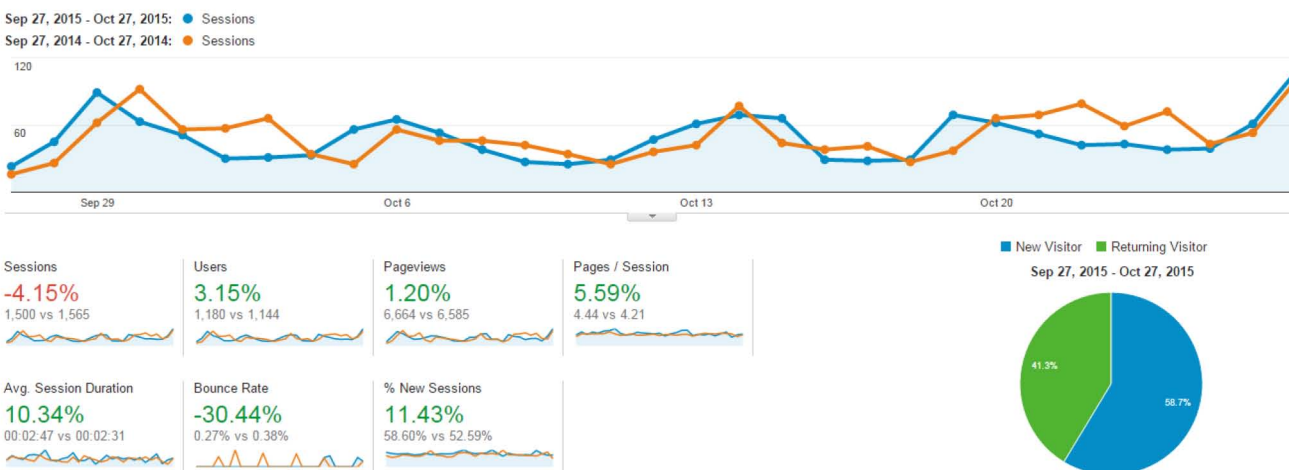 Sep 27, 2015 - Oct 27, 2015: Sessions
Sep 27, 2014 - Oct 27, 2014: Sessions
120
60
Sep 29 Oct 6 Oct 13 Oct 20
New Visitor Returning Visitor
Sep 27, 2015 - Oct 27, 2015
41.3%
58.7%
Sessions
-4.15%
1,500 vs 1,565
Users
3.15%
1,180 vs 1,144
Pageviews
1.20%
6,664 vs 6,585
Pages / Session
5.59%
4.44 vs 4.21
Avg. Session Duration
10.34%
00:02:47 vs 00:02:31
Bounce Rate
-30.44%
0.27% vs 0.38%
% New Sessions
11.43%
58.60% vs 52.59%